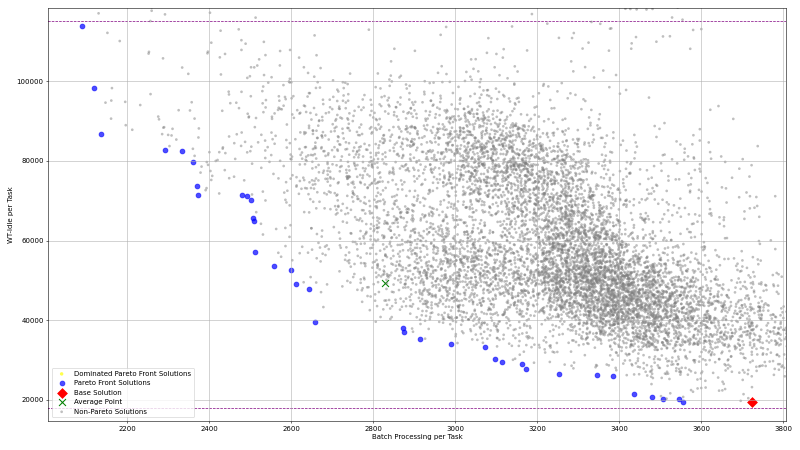 100000
80000
60000
40000
20000
WT-Idle per Task
Dominated Pareto Front Solutions
Pareto Front Solutions
Base Solution
Average Point
Non-Pareto Solutions
2200 2400 2600 2800 3000 3200 3400 3600 3800
Batch Processing per Task